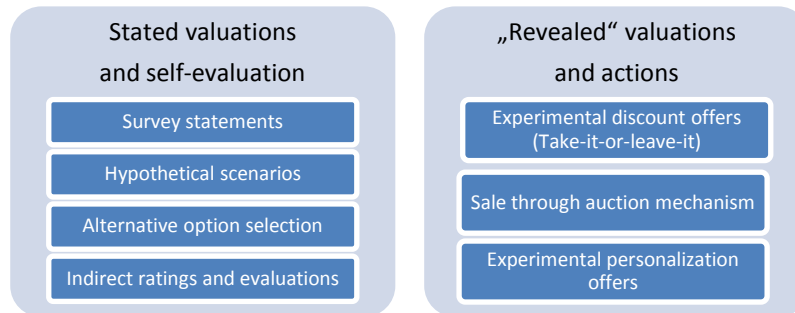 Stated valuations
and self-evaluation
Survey statements
Hypothetical scenarios
Alternative option selection
Indirect ratings and evaluations
„Revealed“ valuations
and actions
Experimental discount offers
(Take-it-or-leave-it)
Sale through auction mechanism
Experimental personalization
offers